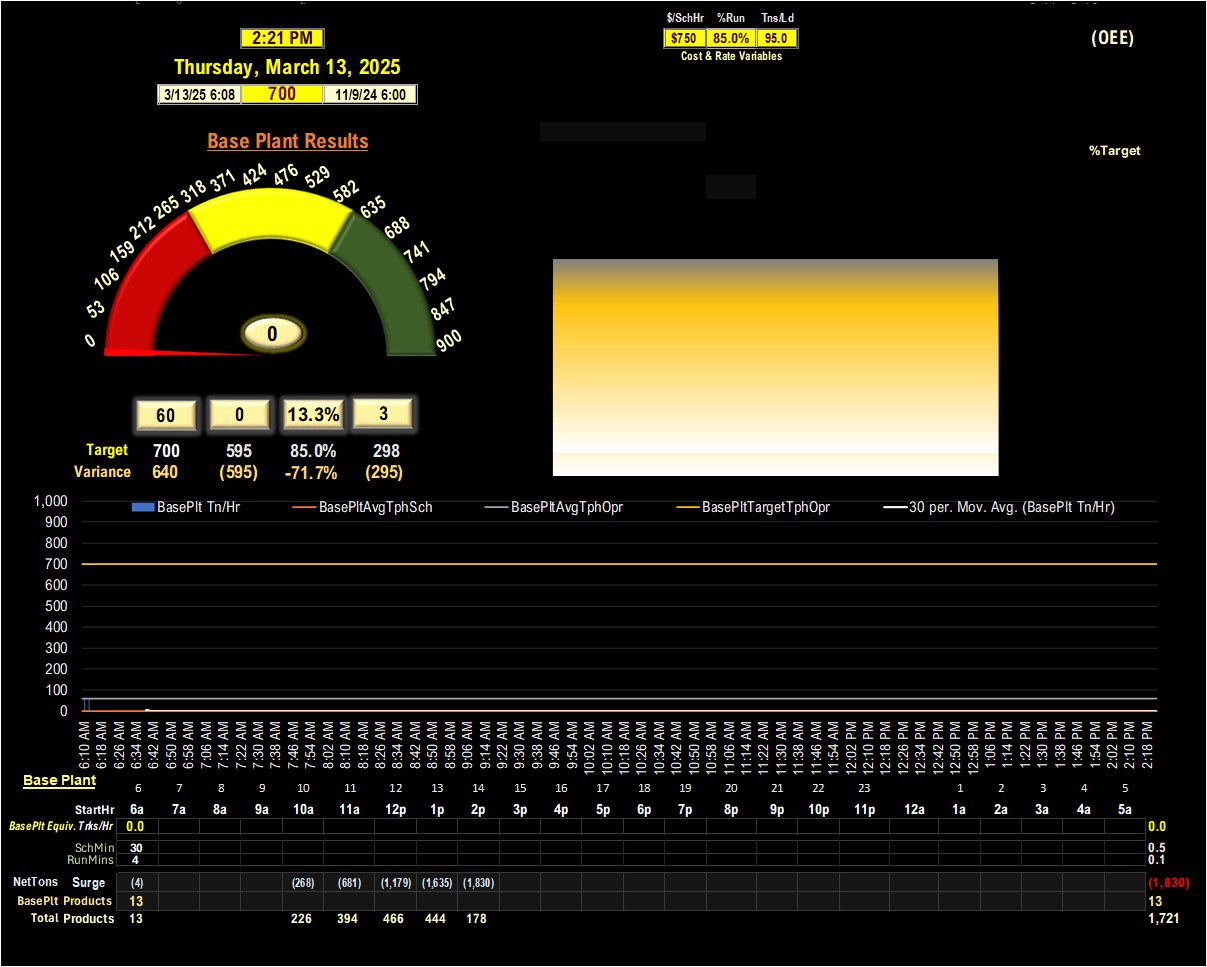 $/SchHr %Run Tns/Ld
2:21 PM $750 85.0% 95.0 (OEE)
Cost & Rate Variables
Thursday, March 13, 2025
3/13/25 6:08 700 11/9/24 6:00
Base Plant Results
%Target
0 53 106 159 212 265 318 371 424 476 529 582 635 688 741 794 847 900
0
60 0 13.3% 3
Target 700 595 85.0% 298
Variance 640 (595) -71.7% (295)
BasePlt Tn/Hr BasePltAvgTphSch BasePltAvgTphOpr BasePltTargetTphOpr 30 per. Mov. Avg. (BasePlt Tn/Hr)
1,000
900
800
700
600
500
400
300
200
100
0
6:10 AM 6:18 AM 6:26 AM 6:34 AM 6:42 AM 6:50 AM 7:06 AM 7:14 AM 7:22 AM 7:30 AM 7:38 AM 7:46 AM 7:54 AM 8:02 AM 8:10 AM 8:18 AM 8:26 AM 8:34 AM 8:42 AM 8:50 AM 8:58 AM 9:06 AM 9:14 AM 9:22 AM 9:30 AM 9:38 AM 9:46 AM 9:54 AM 10:02 AM 10:10 AM 10:18 AM 10:26 AM 10:34 AM 10:42 AM 10:50 AM 10:58 AM 11:06 AM 11:14 AM 11:22 AM 11:30 AM 11:38 AM 11:46 AM 11:54 AM 12:02 PM 12:10 PM 12:18 PM 12:26 PM 12:34 PM 12:42 PM 12:50 PM 12:58 PM 1:06 PM 1:14 PM 1:22 PM 1:30 PM 1:38 PM 1:46 PM 1:54 PM 2:02 PM 2:10 PM 2:18 PM
Base Plant
6 7 8 9 10 11 12 13 14 15 16 17 18 19 20 21 22 23 1 2 3 4 5
StartHr 6a 7a 8a 9a 10a 11a 12p 1p 2p 3p 4p 5p 6p 7p 8p 9p 10p 11p 12a 1a 2a 3a 4a 5a
BasePlt Equiv. Trks/Hr 0.0 0.0
SchMin 30 0.5
RunMins 4 0.1
NetTons Surge (4) (268) (681) (1,179) (1,635) (1,830) (1,830)
BasePlt Products 13 13
Total Products 13 226 394 466 444 178 1,721